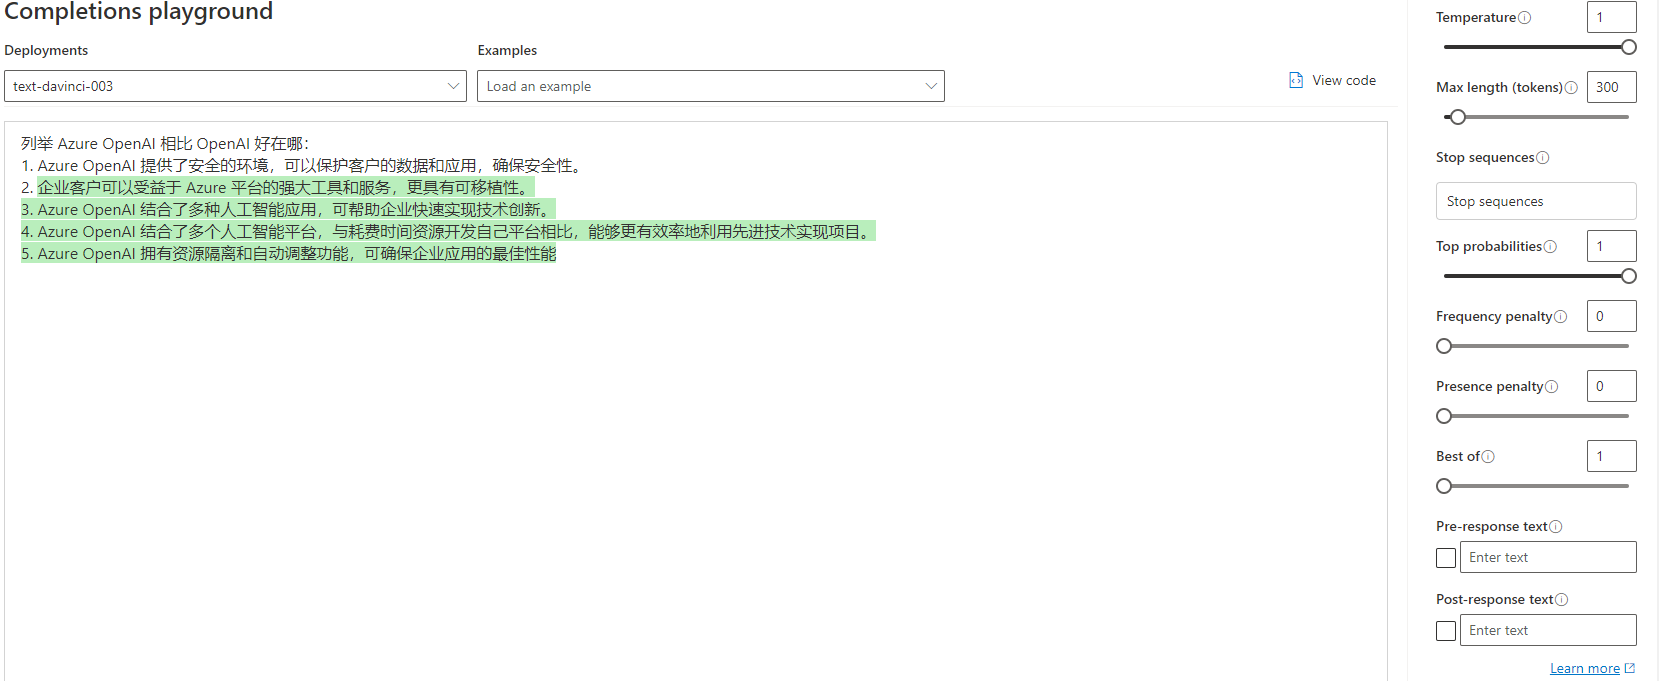 Completions playground
Deployments
Examples
text-davinci-003
Load an example
View code
列举 Azure OpenAI 相比 OpenAI 好在哪：
1. Azure OpenAI 提供了安全的环境，可以保护客户的数据和应用，确保安全性。
2. 企业客户可以受益于 Azure 平台的强大工具和服务，更具有可移植性。
3. Azure OpenAI 结合了多种人工智能应用，可帮助企业快速实现技术创新。
4. Azure OpenAI 结合了多个人工智能平台，与耗费时间资源开发自己平台相比，能够更有效率地利用先进技术实现项目。
5. Azure OpenAI 拥有资源隔离和自动调整功能，可确保企业应用的最佳性能
Temperature 1
Max length (tokens) 300
Stop sequences
Stop sequences
Top probabilities 1
Frequency penalty 0
Presence penalty 0
Best of 1
Pre-response text
Enter text
Post-response text
Enter text
Learn more